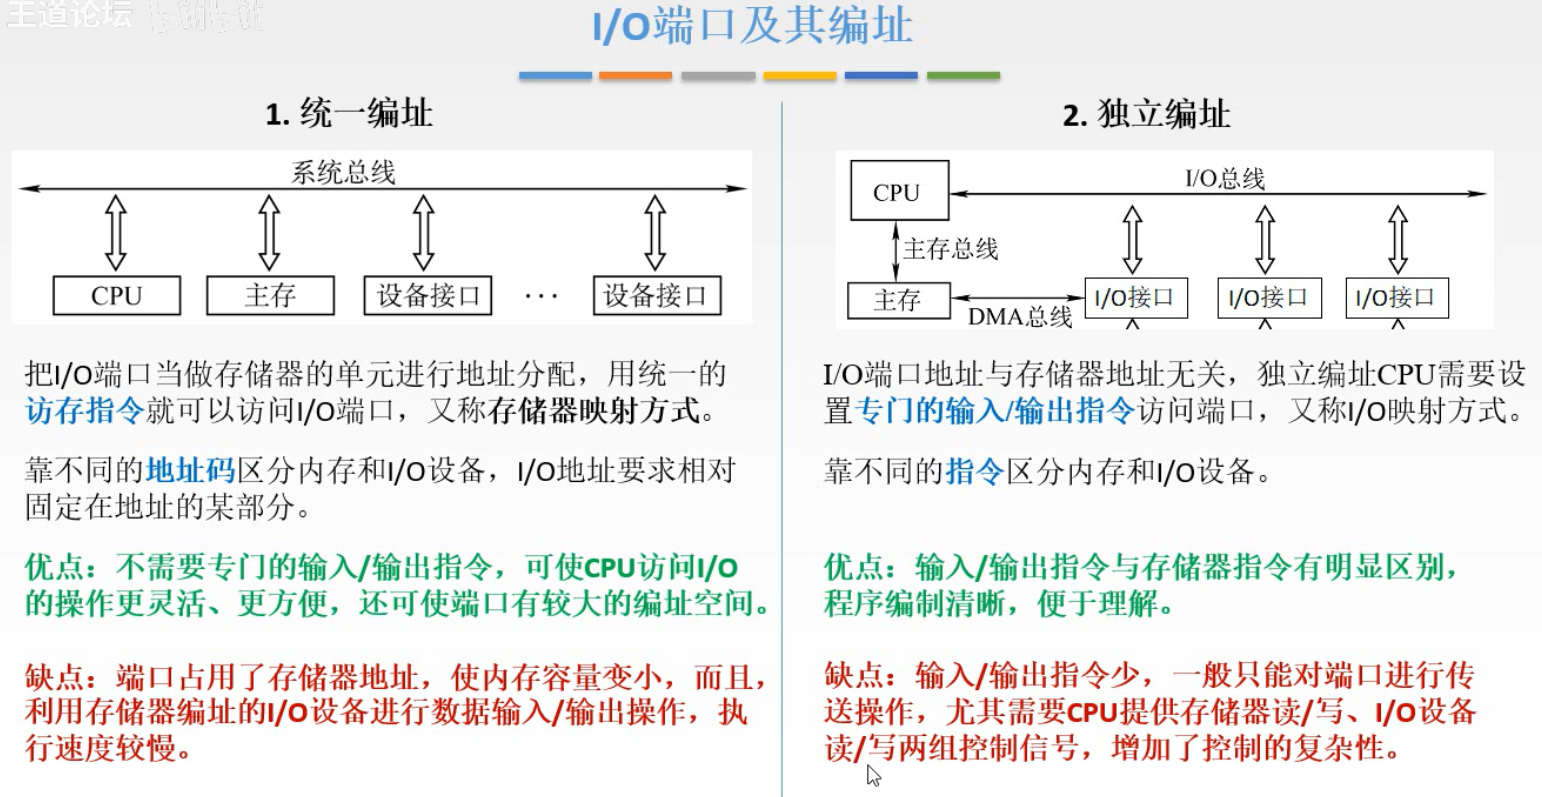 王道论坛
I/O端口及其编址
1. 统一编址
系统总线
CPU
主存
设备接口
···
设备接口
把I/O端口当做存储器的单元进行地址分配，用统一的
访存指令就可以访问I/O端口，又称存储器映射方式。
靠不同的地址码区分内存和I/O设备，I/O地址要求相对
固定在地址的某部分。
优点：不需要专门的输入/输出指令，可使CPU访问I/O
的操作更灵活、更方便，还可使端口有较大的编址空间。
缺点：端口占用了存储器地址，使内存容量变小，而且，
利用存储器编址的I/O设备进行数据输入/输出操作，执
行速度较慢。
2. 独立编址
CPU
I/O总线
主存总线
主存
DMA总线
I/O接口
I/O接口
I/O接口
I/O端口地址与存储器地址无关，独立编址CPU需要设
置专门的输入/输出指令访问端口，又称I/O映射方式。
靠不同的指令区分内存和I/O设备。
优点：输入/输出指令与存储器指令有明显区别，
程序编制清晰，便于理解。
缺点：输入/输出指令少，一般只能对端口进行传
送操作，尤其需要CPU提供存储器读/写、I/O设备
读/写两组控制信号，增加了控制的复杂性。